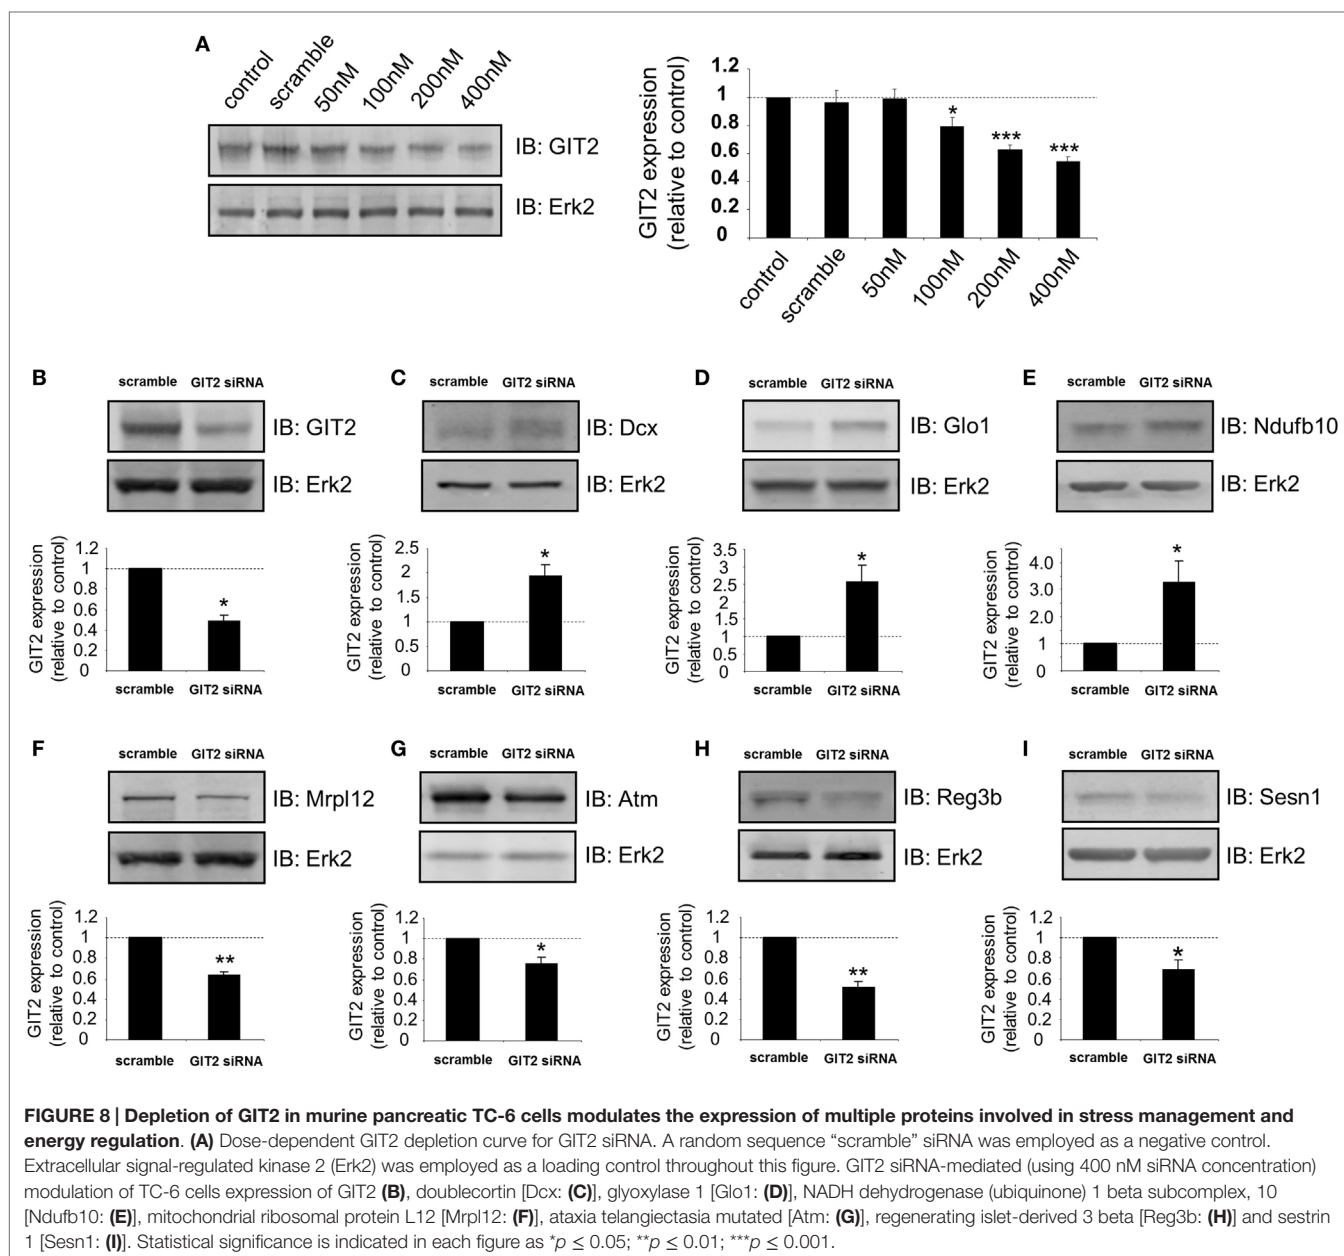 A
control scramble 50nM 100nM 200nM 400nM
IB: GIT2
IB: Erk2
GIT2 expression
(relative to control)
1.2
1
0.8
0.6
0.4
0.2
0
*
***
***
control scramble 50nM 100nM 200nM 400nM
B
scramble GIT2 siRNA
IB: GIT2
IB: Erk2
GIT2 expression
(relative to control)
1.2
1
0.8
0.6
0.4
0.2
0
*
scramble GIT2 siRNA
C
scramble GIT2 siRNA
IB: Dcx
IB: Erk2
GIT2 expression
(relative to control)
2.5
2
1.5
1
0.5
0
*
scramble GIT2 siRNA
D
scramble GIT2 siRNA
IB: Glo1
IB: Erk2
GIT2 expression
(relative to control)
3.5
3
2.5
2
1.5
1
0.5
0
*
scramble GIT2 siRNA
E
scramble GIT2 siRNA
IB: Ndufb10
IB: Erk2
GIT2 expression
(relative to control)
4.0
3.0
2.0
1
0
*
scramble GIT2 siRNA
F
scramble GIT2 siRNA
IB: Mrpl12
IB: Erk2
GIT2 expression
(relative to control)
1.2
1
0.8
0.6
0.4
0.2
0
**
scramble GIT2 siRNA
G
scramble GIT2 siRNA
IB: Atm
IB: Erk2
GIT2 expression
(relative to control)
1.2
1
0.8
0.6
0.4
0.2
0
*
scramble GIT2 siRNA
H
scramble GIT2 siRNA
IB: Reg3b
IB: Erk2
GIT2 expression
(relative to control)
1.2
1
0.8
0.6
0.4
0.2
0
**
scramble GIT2 siRNA
I
scramble GIT2 siRNA
IB: Sesn1
IB: Erk2
GIT2 expression
(relative to control)
1.2
1
0.8
0.6
0.4
0.2
0
*
scramble GIT2 siRNA
FIGURE 8 | Depletion of GIT2 in murine pancreatic TC-6 cells modulates the expression of multiple proteins involved in stress management and
energy regulation. (A) Dose-dependent GIT2 depletion curve for GIT2 siRNA. A random sequence “scramble” siRNA was employed as a negative control.
Extracellular signal-regulated kinase 2 (Erk2) was employed as a loading control throughout this figure. GIT2 siRNA-mediated (using 400 nM siRNA concentration)
modulation of TC-6 cells expression of GIT2 (B), doublecortin [Dcx: (C)], glyoxylase 1 [Glo1: (D)], NADH dehydrogenase (ubiquinone) 1 beta subcomplex, 10
[Ndufb10: (E)], mitochondrial ribosomal protein L12 [Mrpl12: (F)], ataxia telangiectasia mutated [Atm: (G)], regenerating islet-derived 3 beta [Reg3b: (H)] and sestrin
1 [Sesn1: (I)]. Statistical significance is indicated in each figure as *p ≤ 0.05; **p ≤ 0.01; ***p ≤ 0.001.